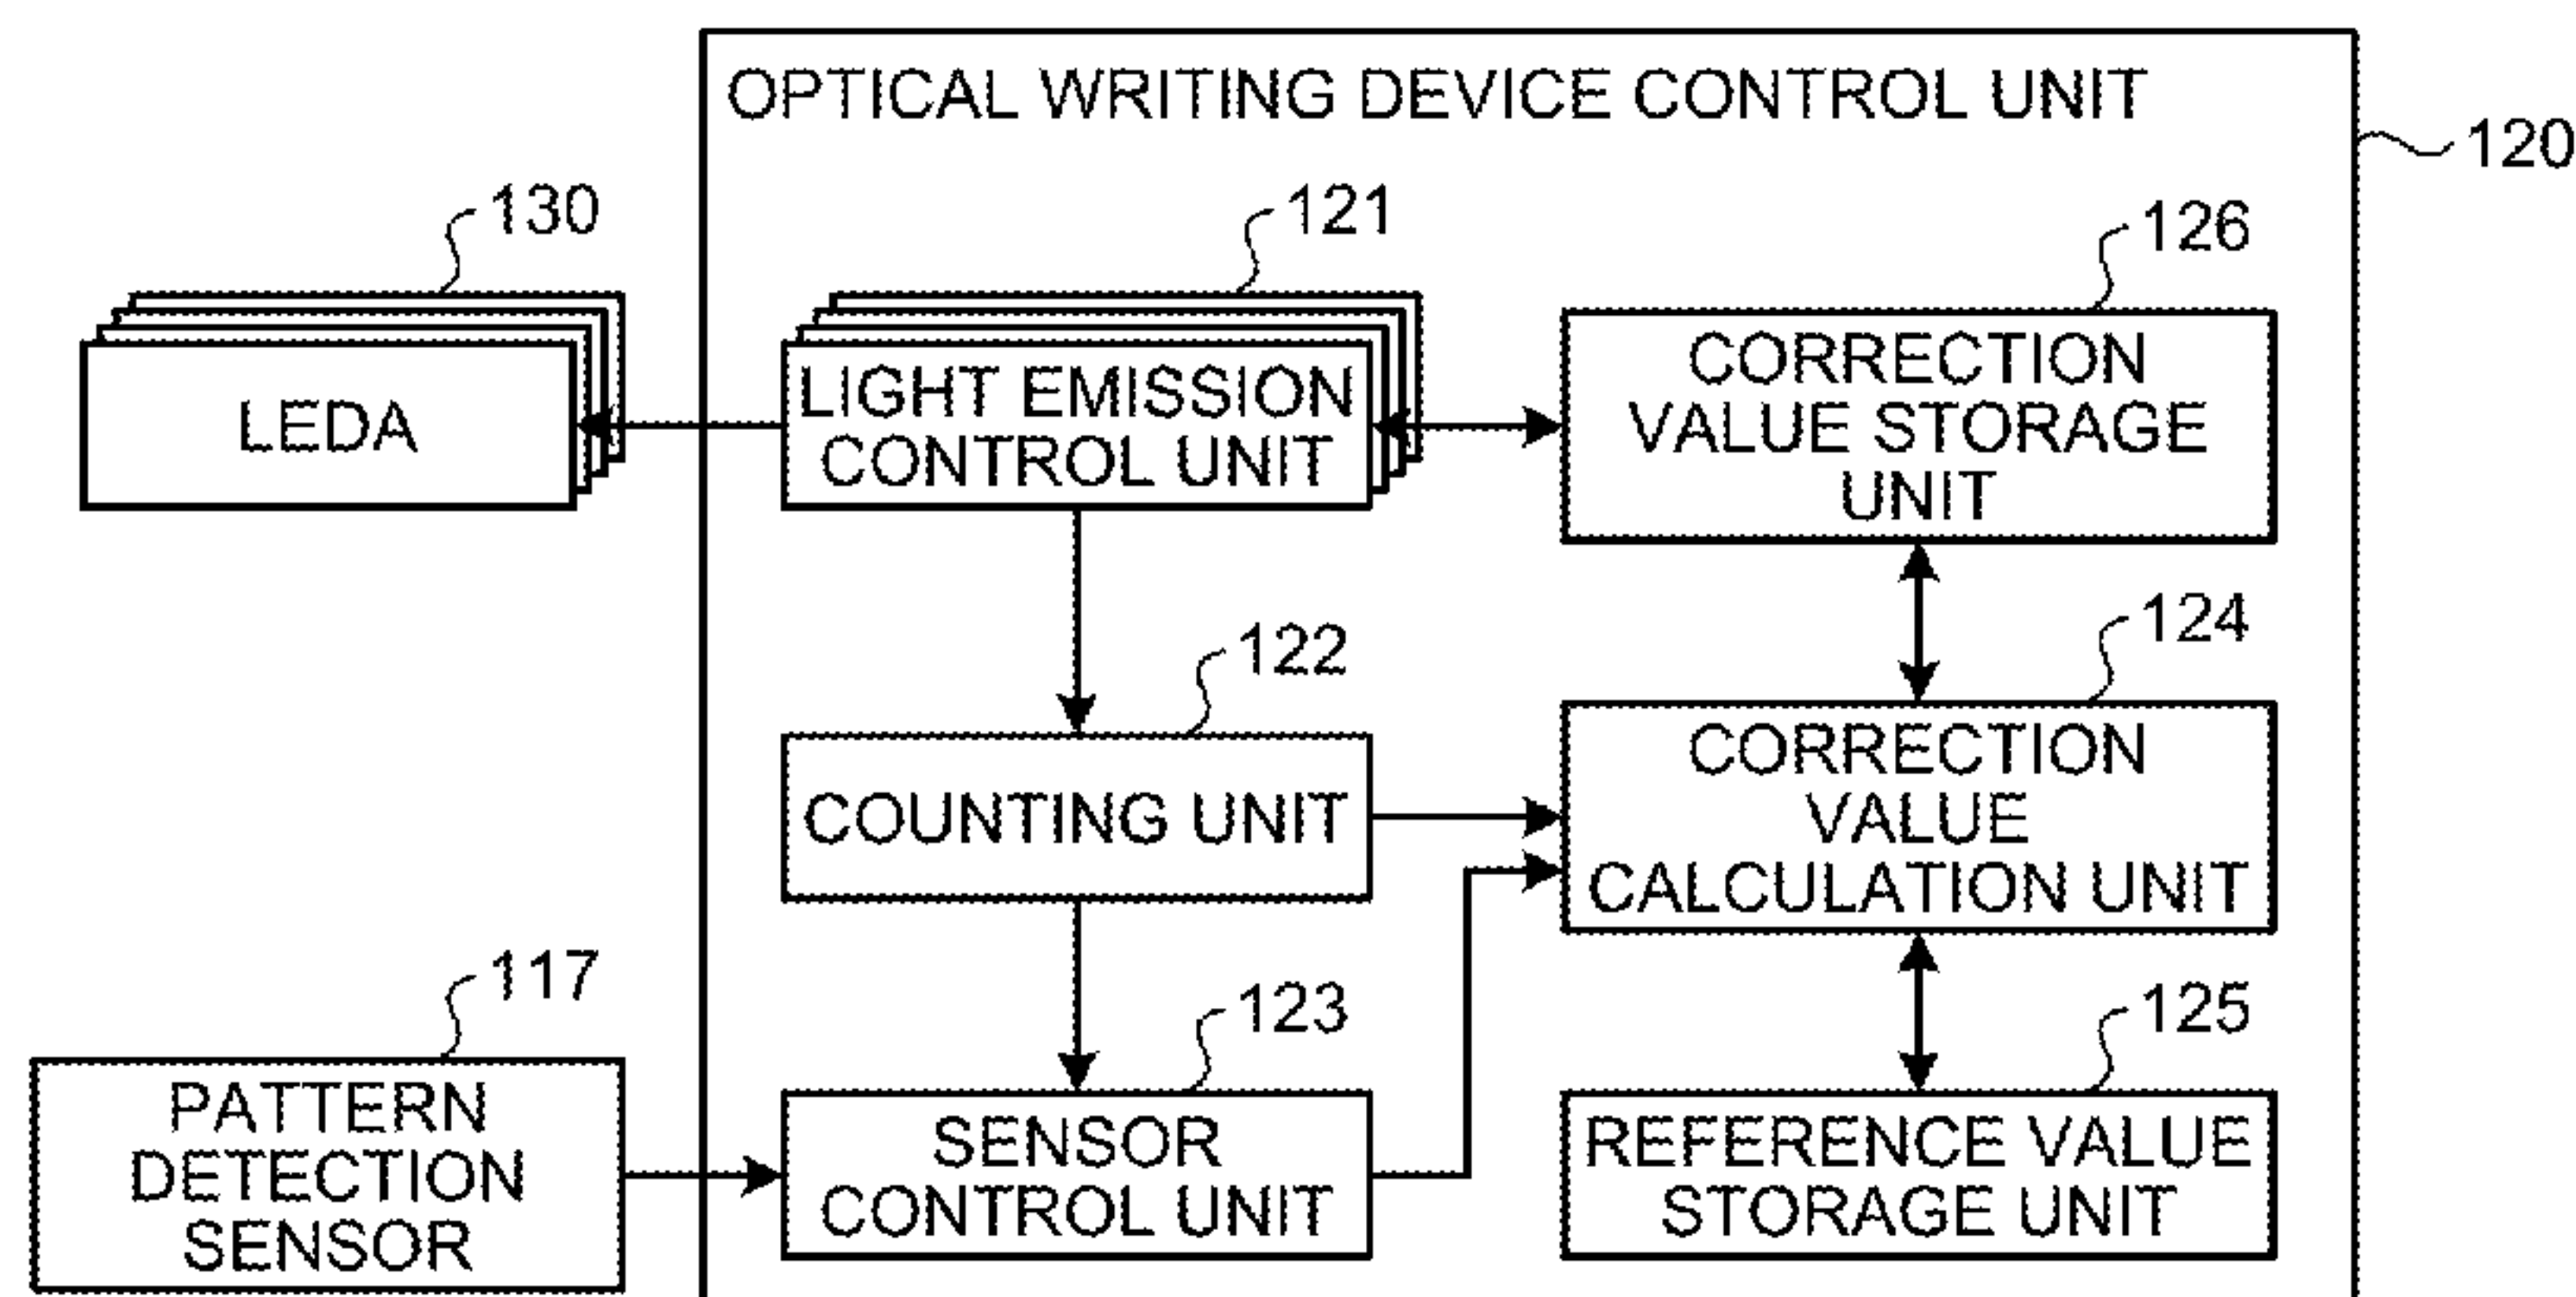 OPTICAL WRITING DEVICE CONTROL UNIT
120
130
121
126
LEDA
LIGHT EMISSION
CONTROL UNIT
CORRECTION
VALUE STORAGE
UNIT
122
124
COUNTING UNIT
CORRECTION
VALUE
CALCULATION UNIT
117
123
125
PATTERN
DETECTION
SENSOR
SENSOR
CONTROL UNIT
REFERENCE VALUE
STORAGE UNIT